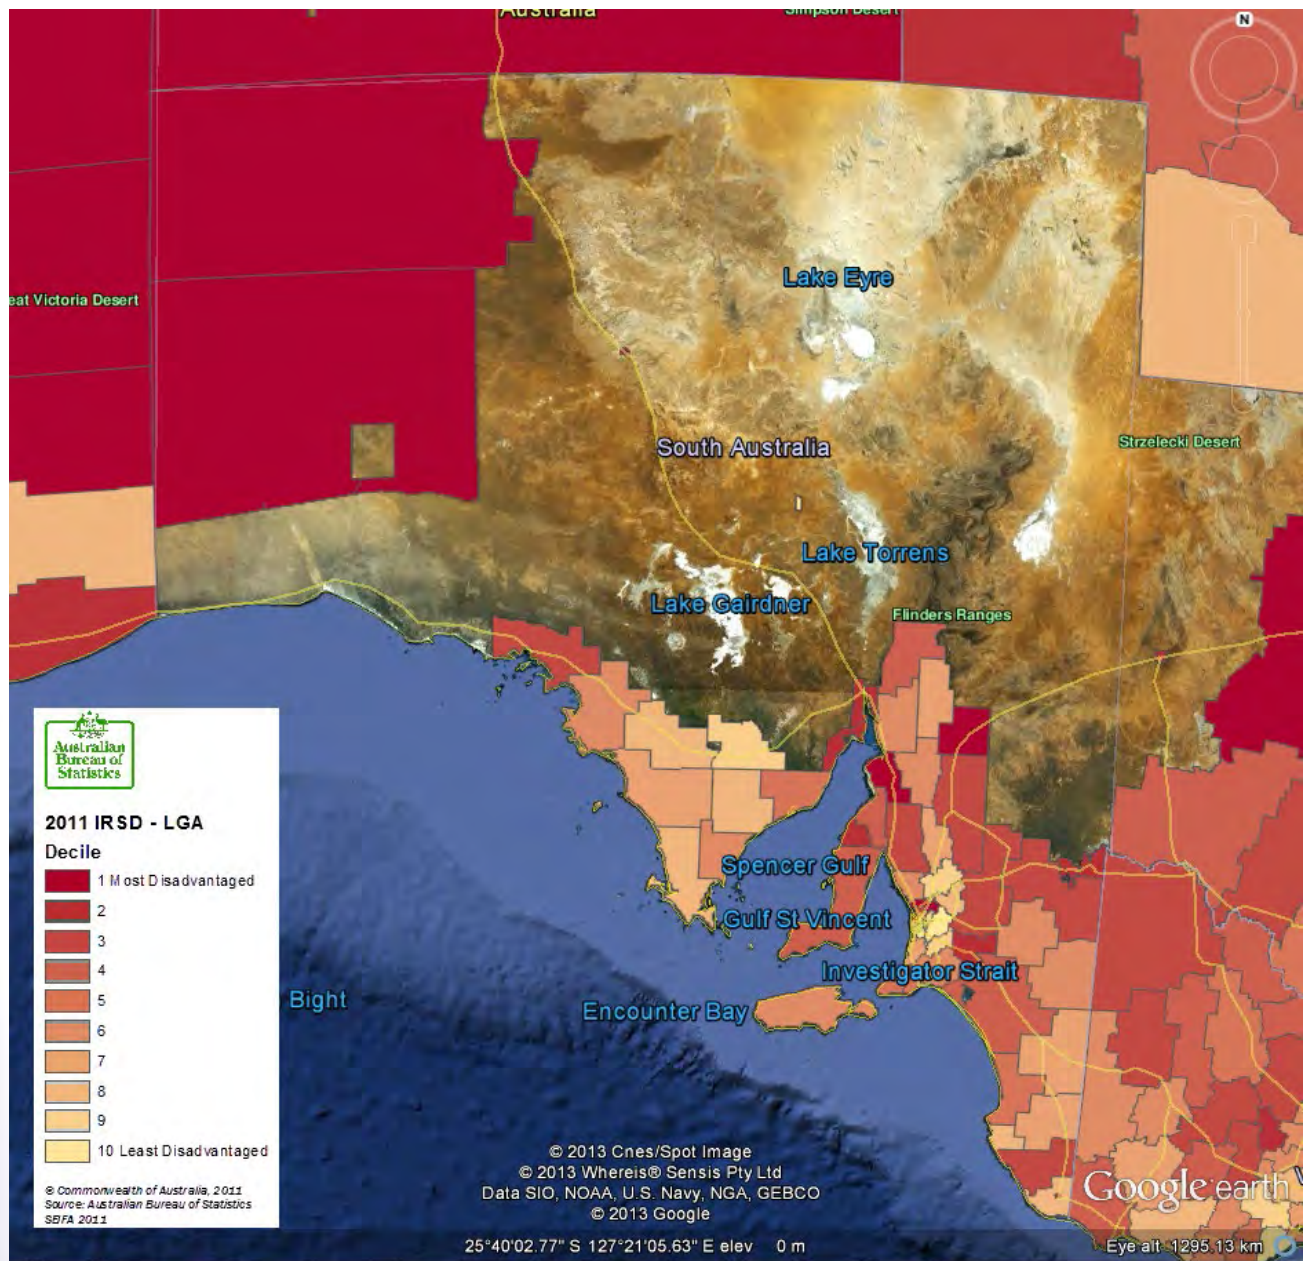 Australia
Simpson Desert
N
Lake Eyre
eat Victoria Desert
South Australia
Strzelecki Desert
Lake Torrens
Lake Gairdner
Flinders Ranges
Australian
Bureau of
Statistics
2011 IRSD - LGA
Decile
1 Most Disadvantaged
2
3
4
5
6
7
8
9
10 Least Disadvantaged
© Commonwealth of Australia, 2011
Source: Australian Bureau of Statistics
SEIFA 2011
Spencer Gulf
Gulf St Vincent
Investigator Strait
Bight
Encounter Bay
© 2013 Cnes/Spot Image
© 2013 Whereis® Sensis Pty Ltd
Data SIO, NOAA, U.S. Navy, NGA, GEBCO
© 2013 Google
Google earth
25°40'02.77" S 127°21'05.63" E elev 0 m
Eye alt 1295.13 km